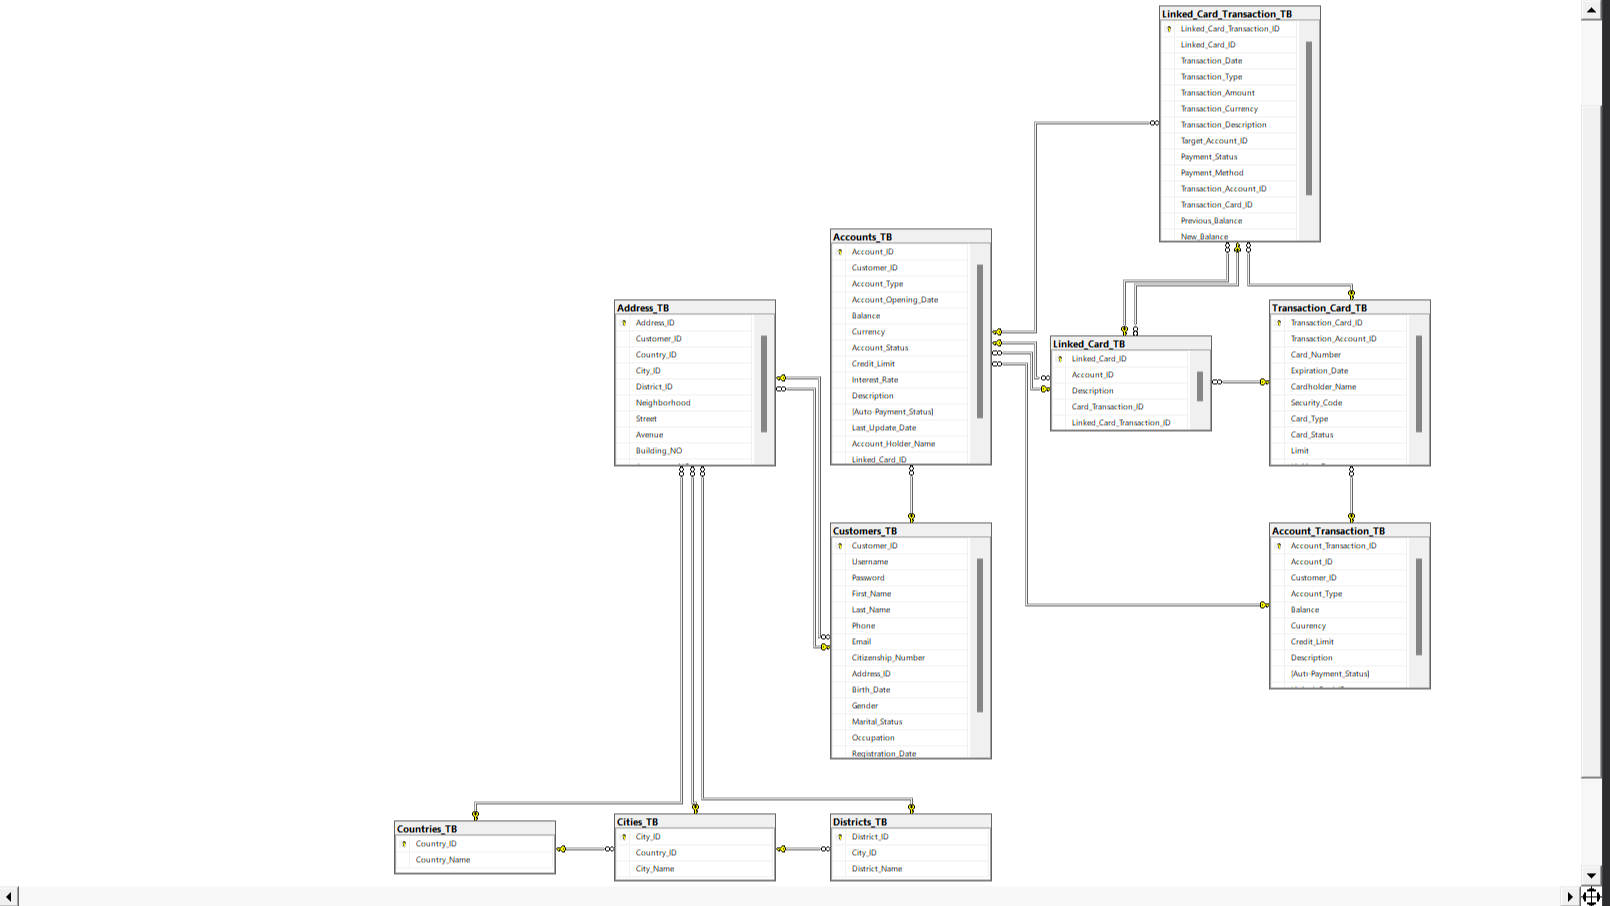 Linked_Card_Transaction_TB
Linked_Card_Transaction_ID
Linked_Card_ID
Transaction_Date
Transaction_Type
Transaction_Amount
Transaction_Currency
Transaction_Description
Target_Account_ID
Payment_Status
Payment_Method
Transaction_Account_ID
Transaction_Card_ID
Previous_Balance
New_Balance
Accounts_TB
Account_ID
Customer_ID
Account_Type
Account_Opening_Date
Balance
Currency
Account_Status
Credit_Limit
Interest_Rate
Description
[Auto-Payment_Status]
Last_Update_Date
Account_Holder_Name
Linked_Card_ID
Address_TB
Address_ID
Customer_ID
Country_ID
City_ID
District_ID
Neighborhood
Street
Avenue
Building_NO
Linked_Card_TB
Linked_Card_ID
Account_ID
Description
Card_Transaction_ID
Linked_Card_Transaction_ID
Transaction_Card_TB
Transaction_Card_ID
Transaction_Account_ID
Card_Number
Expiration_Date
Cardholder_Name
Security_Code
Card_Type
Card_Status
Limit
Customers_TB
Customer_ID
Username
Password
First_Name
Last_Name
Phone
Email
Citizenship_Number
Address_ID
Birth_Date
Gender
Marital_Status
Occupation
Registration_Date
Account_Transaction_TB
Account_Transaction_ID
Account_ID
Customer_ID
Account_Type
Balance
Cuurency
Credit_Limit
Description
[Auti-Payment_Status]
Countries_TB
Country_ID
Country_Name
Cities_TB
City_ID
Country_ID
City_Name
Districts_TB
District_ID
City_ID
District_Name